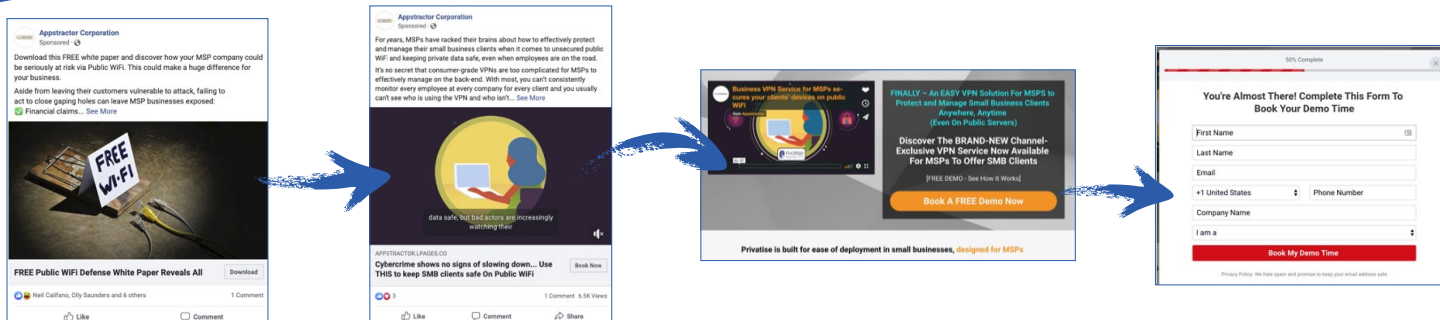 Appstractor Corporation
Sponsored
Download this FREE white paper and discover how your MSP company could
be seriously at risk via Public WiFi. This could make a huge difference for
your business.
Aside from leaving their customers vulnerable to attack, failing to
act to close gaping holes can leave MSP businesses exposed:
✅ Financial claims... See More
FREE
WI-FI
FREE Public WiFi Defense White Paper Reveals All
Download
Neil Califano, Olly Saunders and 6 others
1 Comment
Like
Comment
Appstractor Corporation
Sponsored
For years, MSPs have racked their brains about how to effectively protect
and manage their small business clients when it comes to unsecured public
WiFi and keeping private data safe, even when employees are on the road.
It's no secret that consumer-grade VPNs are too complicated for MSPs to
effectively manage on the back-end. With most, you can't consistently
monitor every employee at every company for every client and you usually
can't see who is using the VPN and who isn't... See More
data safe, but bad actors are increasingly
watching their
APPSTRACTOR.LPAGES.CO
Cybercrime shows no signs of slowing down... Use
THIS to keep SMB clients safe On Public WiFi
Book Now
3
1 Comment 6.5K Views
Like
Comment
Share
Business VPN Service for MSPs se-
cures your clients' devices on public
WiFi
from Appstractor
FINALLY – An EASY VPN Solution For MSPS to
Protect and Manage Small Business Clients
Anywhere, Anytime
(Even On Public Servers)
Discover The BRAND-NEW Channel-
Exclusive VPN Service Now Available
For MSPs To Offer SMB Clients
[FREE DEMO - See How It Works]
Book A FREE Demo Now
Privatise is built for ease of deployment in small businesses, designed for MSPs
50% Complete
You're Almost There! Complete This Form To
Book Your Demo Time
First Name
Last Name
Email
+1 United States
Phone Number
Company Name
I am a
Book My Demo Time
Privacy Policy: We hate spam and promise to keep your email address safe